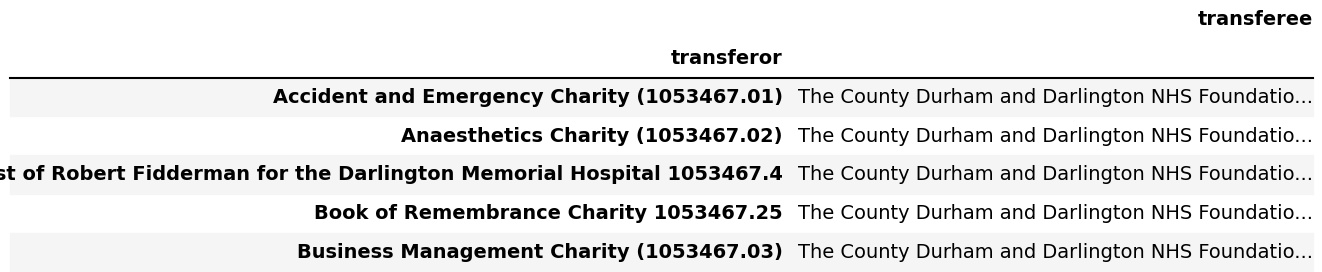 transferee
transferor
Accident and Emergency Charity (1053467.01) The County Durham and Darlington NHS Foundatio...
Anaesthetics Charity (1053467.02) The County Durham and Darlington NHS Foundatio...
of Robert Fidderman for the Darlington Memorial Hospital 1053467.4 The County Durham and Darlington NHS Foundatio...
Book of Remembrance Charity 1053467.25 The County Durham and Darlington NHS Foundatio...
Business Management Charity (1053467.03) The County Durham and Darlington NHS Foundatio...